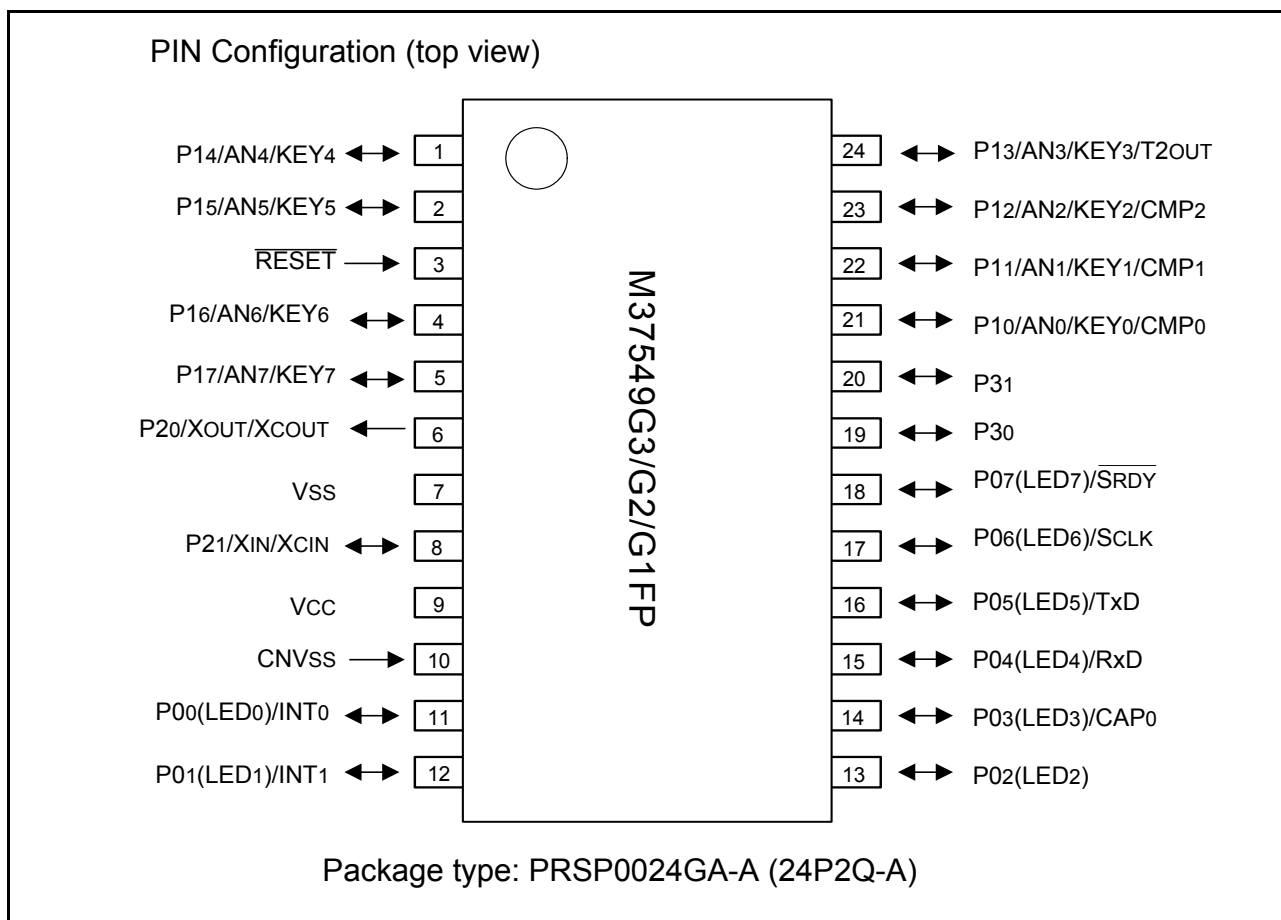 PIN Configuration (top view)
P14/AN4/KEY4 1
P15/AN5/KEY5 2
RESET 3
P16/AN6/KEY6 4
P17/AN7/KEY7 5
P20/XOUT/XCOUT 6
VSS 7
P21/XIN/XCIN 8
VCC 9
CNVSS 10
P00(LED0)/INT0 11
P01(LED1)/INT1 12
M37549G3/G2/G1FP
24 P13/AN3/KEY3/T2OUT
23 P12/AN2/KEY2/CMP2
22 P11/AN1/KEY1/CMP1
21 P10/AN0/KEY0/CMP0
20 P31
19 P30
18 P07(LED7)/SRDY
17 P06(LED6)/SCLK
16 P05(LED5)/TxD
15 P04(LED4)/RxD
14 P03(LED3)/CAP0
13 P02(LED2)
Package type: PRSP0024GA-A (24P2Q-A)